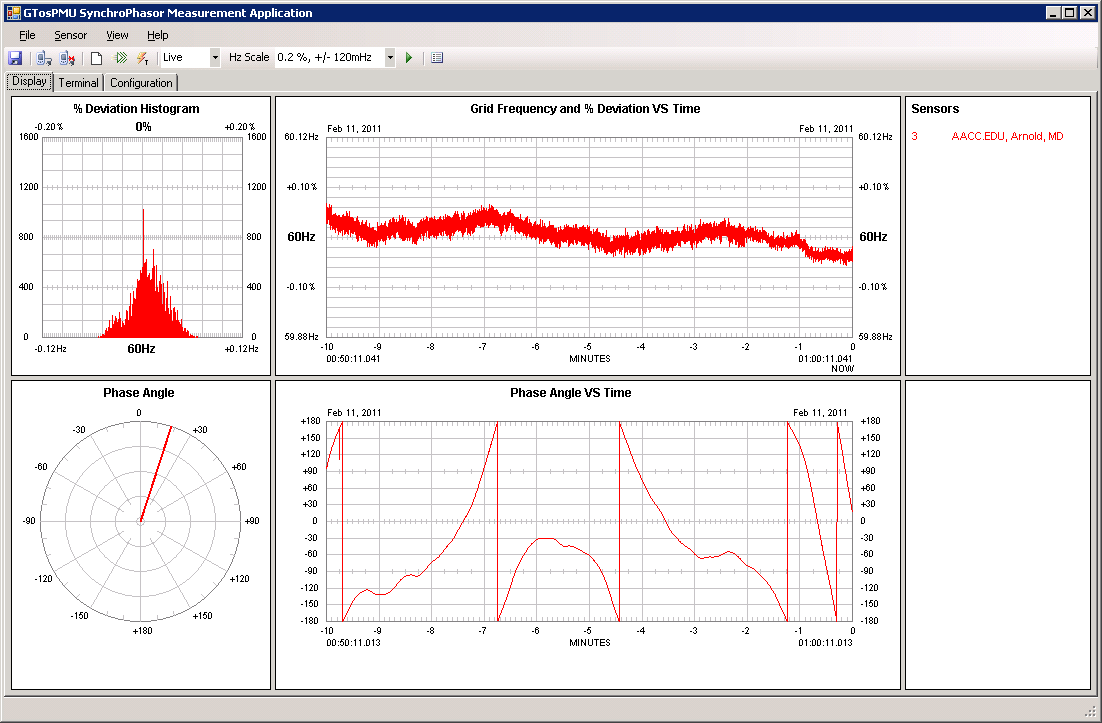 GTosPMU SynchroPhasor Measurement Application
File Sensor View Help
Live Hz Scale 0.2 %, +/- 120mHz
Display Terminal Configuration
% Deviation Histogram
-0.20% 0% +0.20%
1600 1600
1200 1200
800 800
400 400
0 0
-0.12Hz 60Hz +0.12Hz
Grid Frequency and % Deviation VS Time
Feb 11, 2011 Feb 11, 2011
60.12Hz 60.12Hz
+0.10% +0.10%
60Hz 60Hz
-0.10% -0.10%
59.88Hz 59.88Hz
-10 -9 -8 -7 -6 -5 -4 -3 -2 -1 0
00:50:11.041 MINUTES 01:00:11.041
NOW
Sensors
3 AACC.EDU, Arnold, MD
Phase Angle
0
-30 +30
-60 +60
-90 +90
-120 +120
-150 +150
+180
Phase Angle VS Time
Feb 11, 2011 Feb 11, 2011
+180 +180
+150 +150
+120 +120
+90 +90
+60 +60
+30 +30
0 0
-30 -30
-60 -60
-90 -90
-120 -120
-150 -150
-180 -180
-10 -9 -8 -7 -6 -5 -4 -3 -2 -1 0
00:50:11.013 MINUTES 01:00:11.013